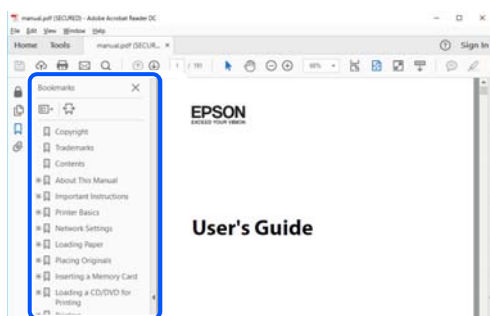 manual.pdf (SECURED) - Adobe Acrobat Reader DC
File Edit View Window Help
Home Tools manual.pdf (SECUR... × Sign In
1 /
Bookmarks
EPSON
EXCEED YOUR VISION
Copyright
Trademarks
Contents
About This Manual
Important Instructions
Printer Basics
Network Settings
User's Guide
Loading Paper
Placing Originals
Inserting a Memory Card
Loading a CD/DVD for
Printing